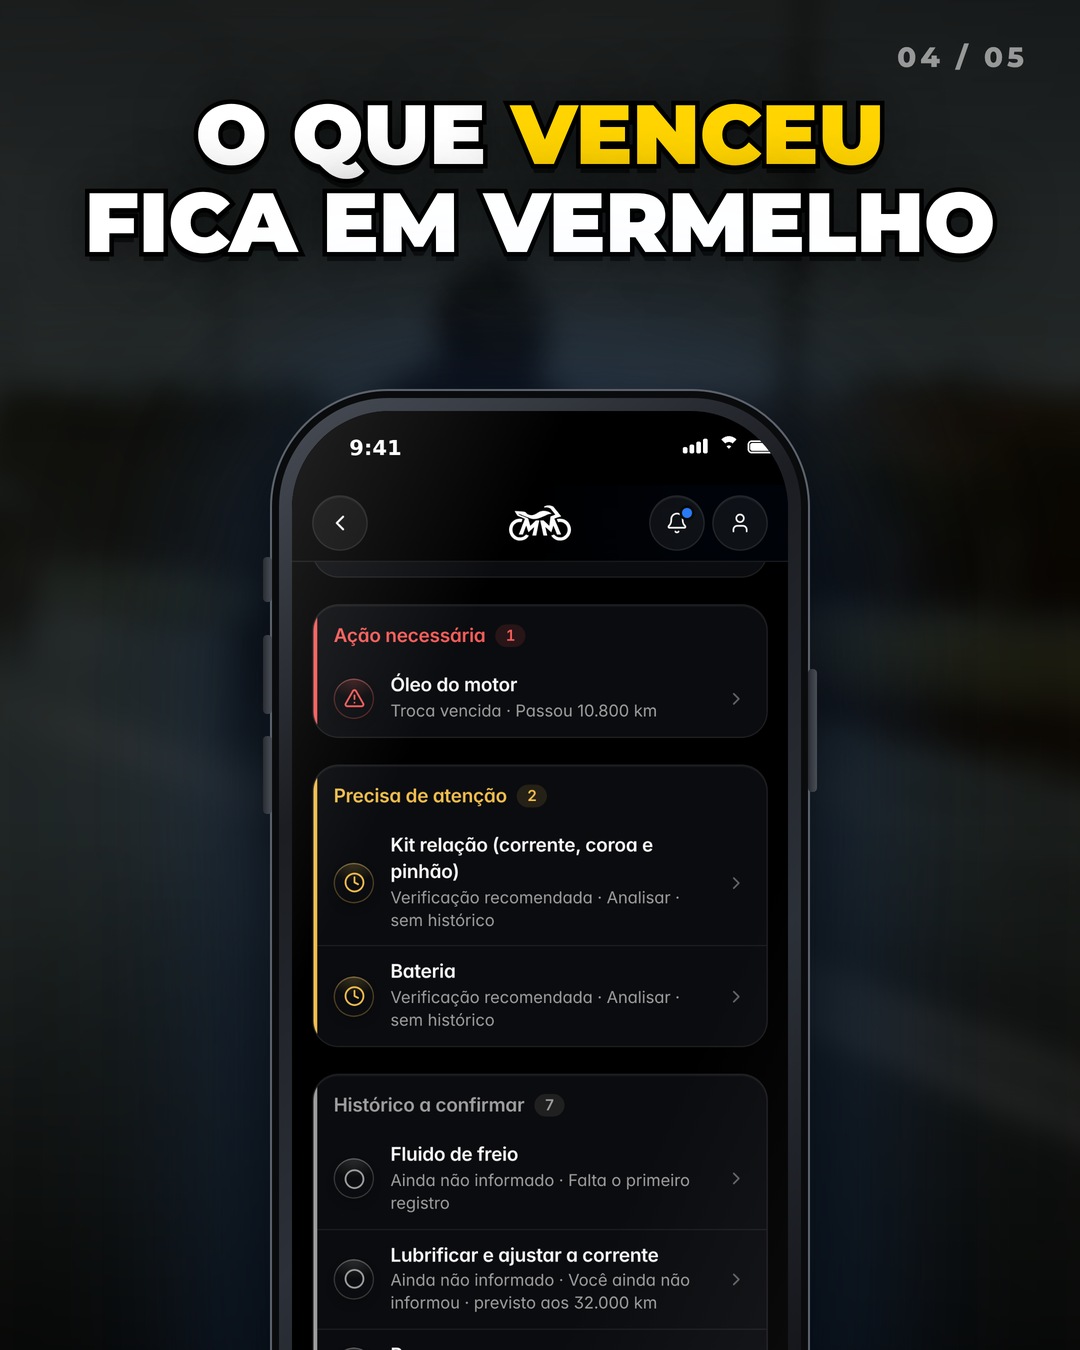 04 / 05
O QUE VENCEU
FICA EM VERMELHO
9:41
MM
Ação necessária 1
Óleo do motor
Troca vencida · Passou 10.800 km
Precisa de atenção 2
Kit relação (corrente, coroa e
pinhão)
Verificação recomendada · Analisar ·
sem histórico
Bateria
Verificação recomendada · Analisar ·
sem histórico
Histórico a confirmar 7
Fluido de freio
Ainda não informado · Falta o primeiro
registro
Lubrificar e ajustar a corrente
Ainda não informado · Você ainda não
informou · previsto aos 32.000 km